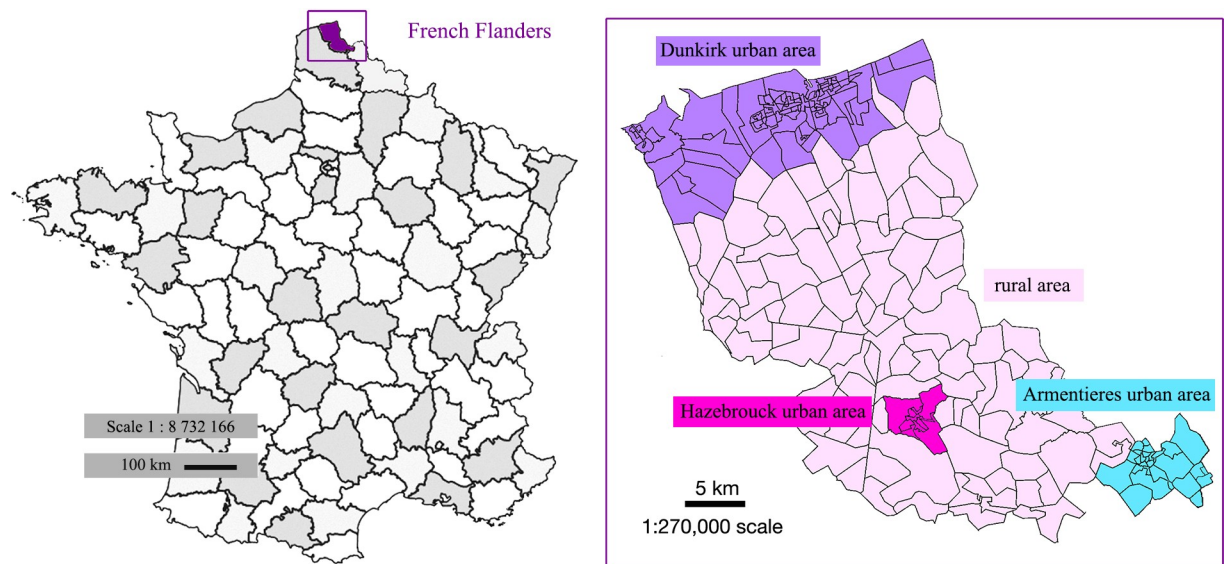 French Flanders
Scale 1 : 8 732 166
100 km
Dunkirk urban area
rural area
Hazebrouck urban area
Armentieres urban area
5 km
1:270,000 scale